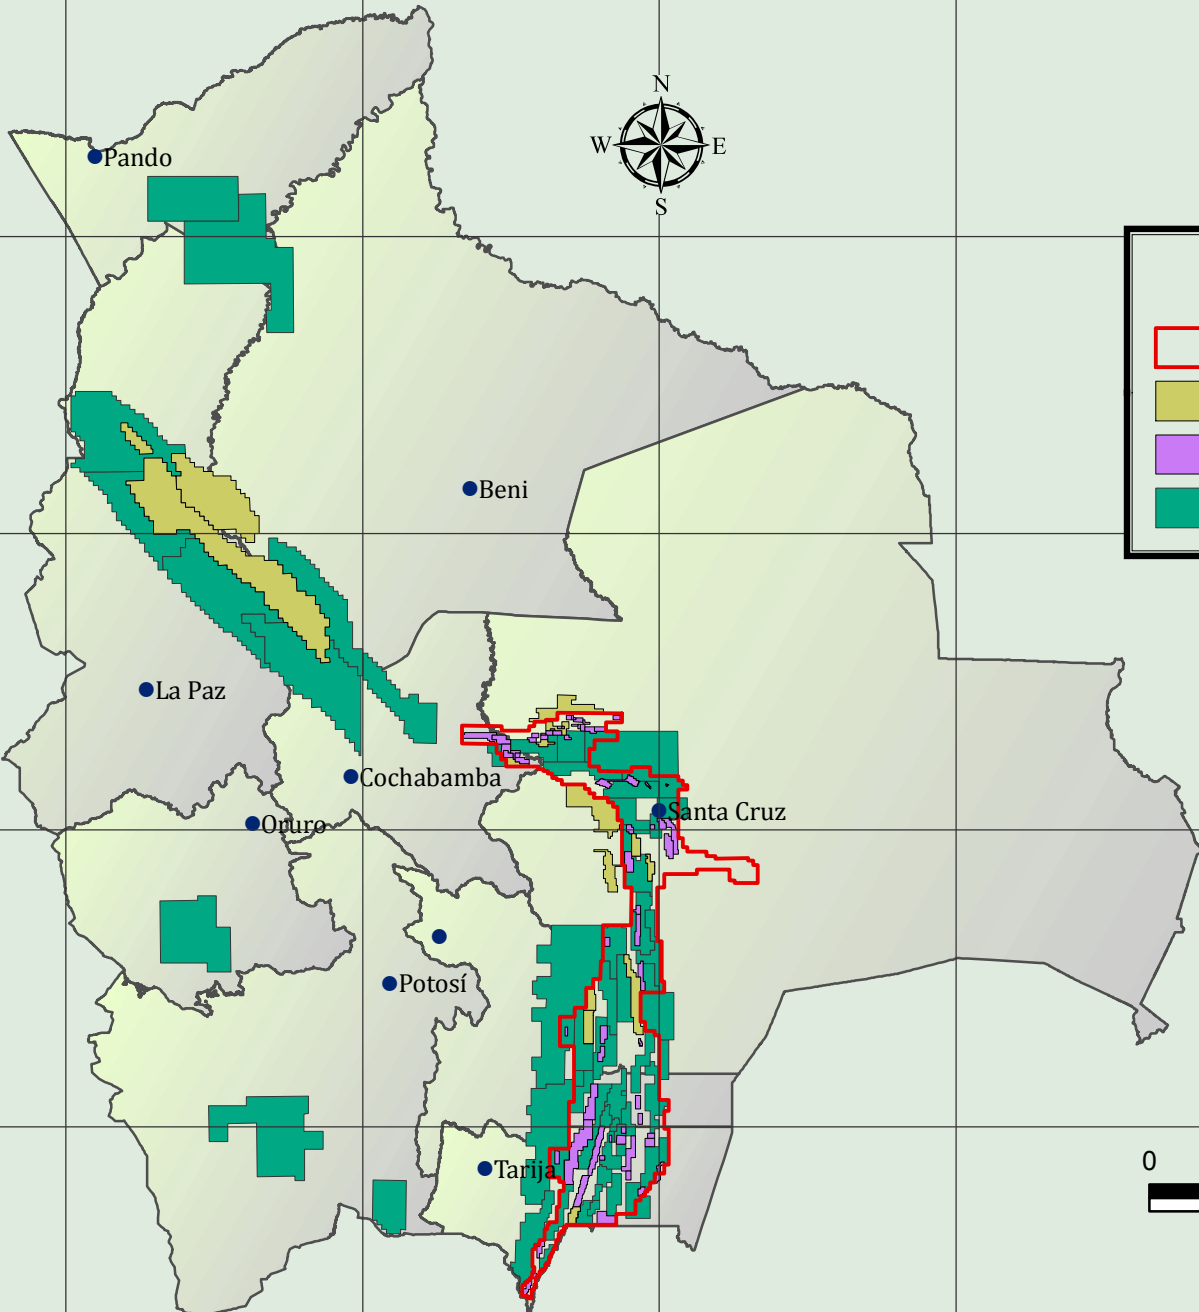 N
W E
S
Pando
Beni
La Paz
Cochabamba
Santa Cruz
Oruro
Potosí
Tarija
0